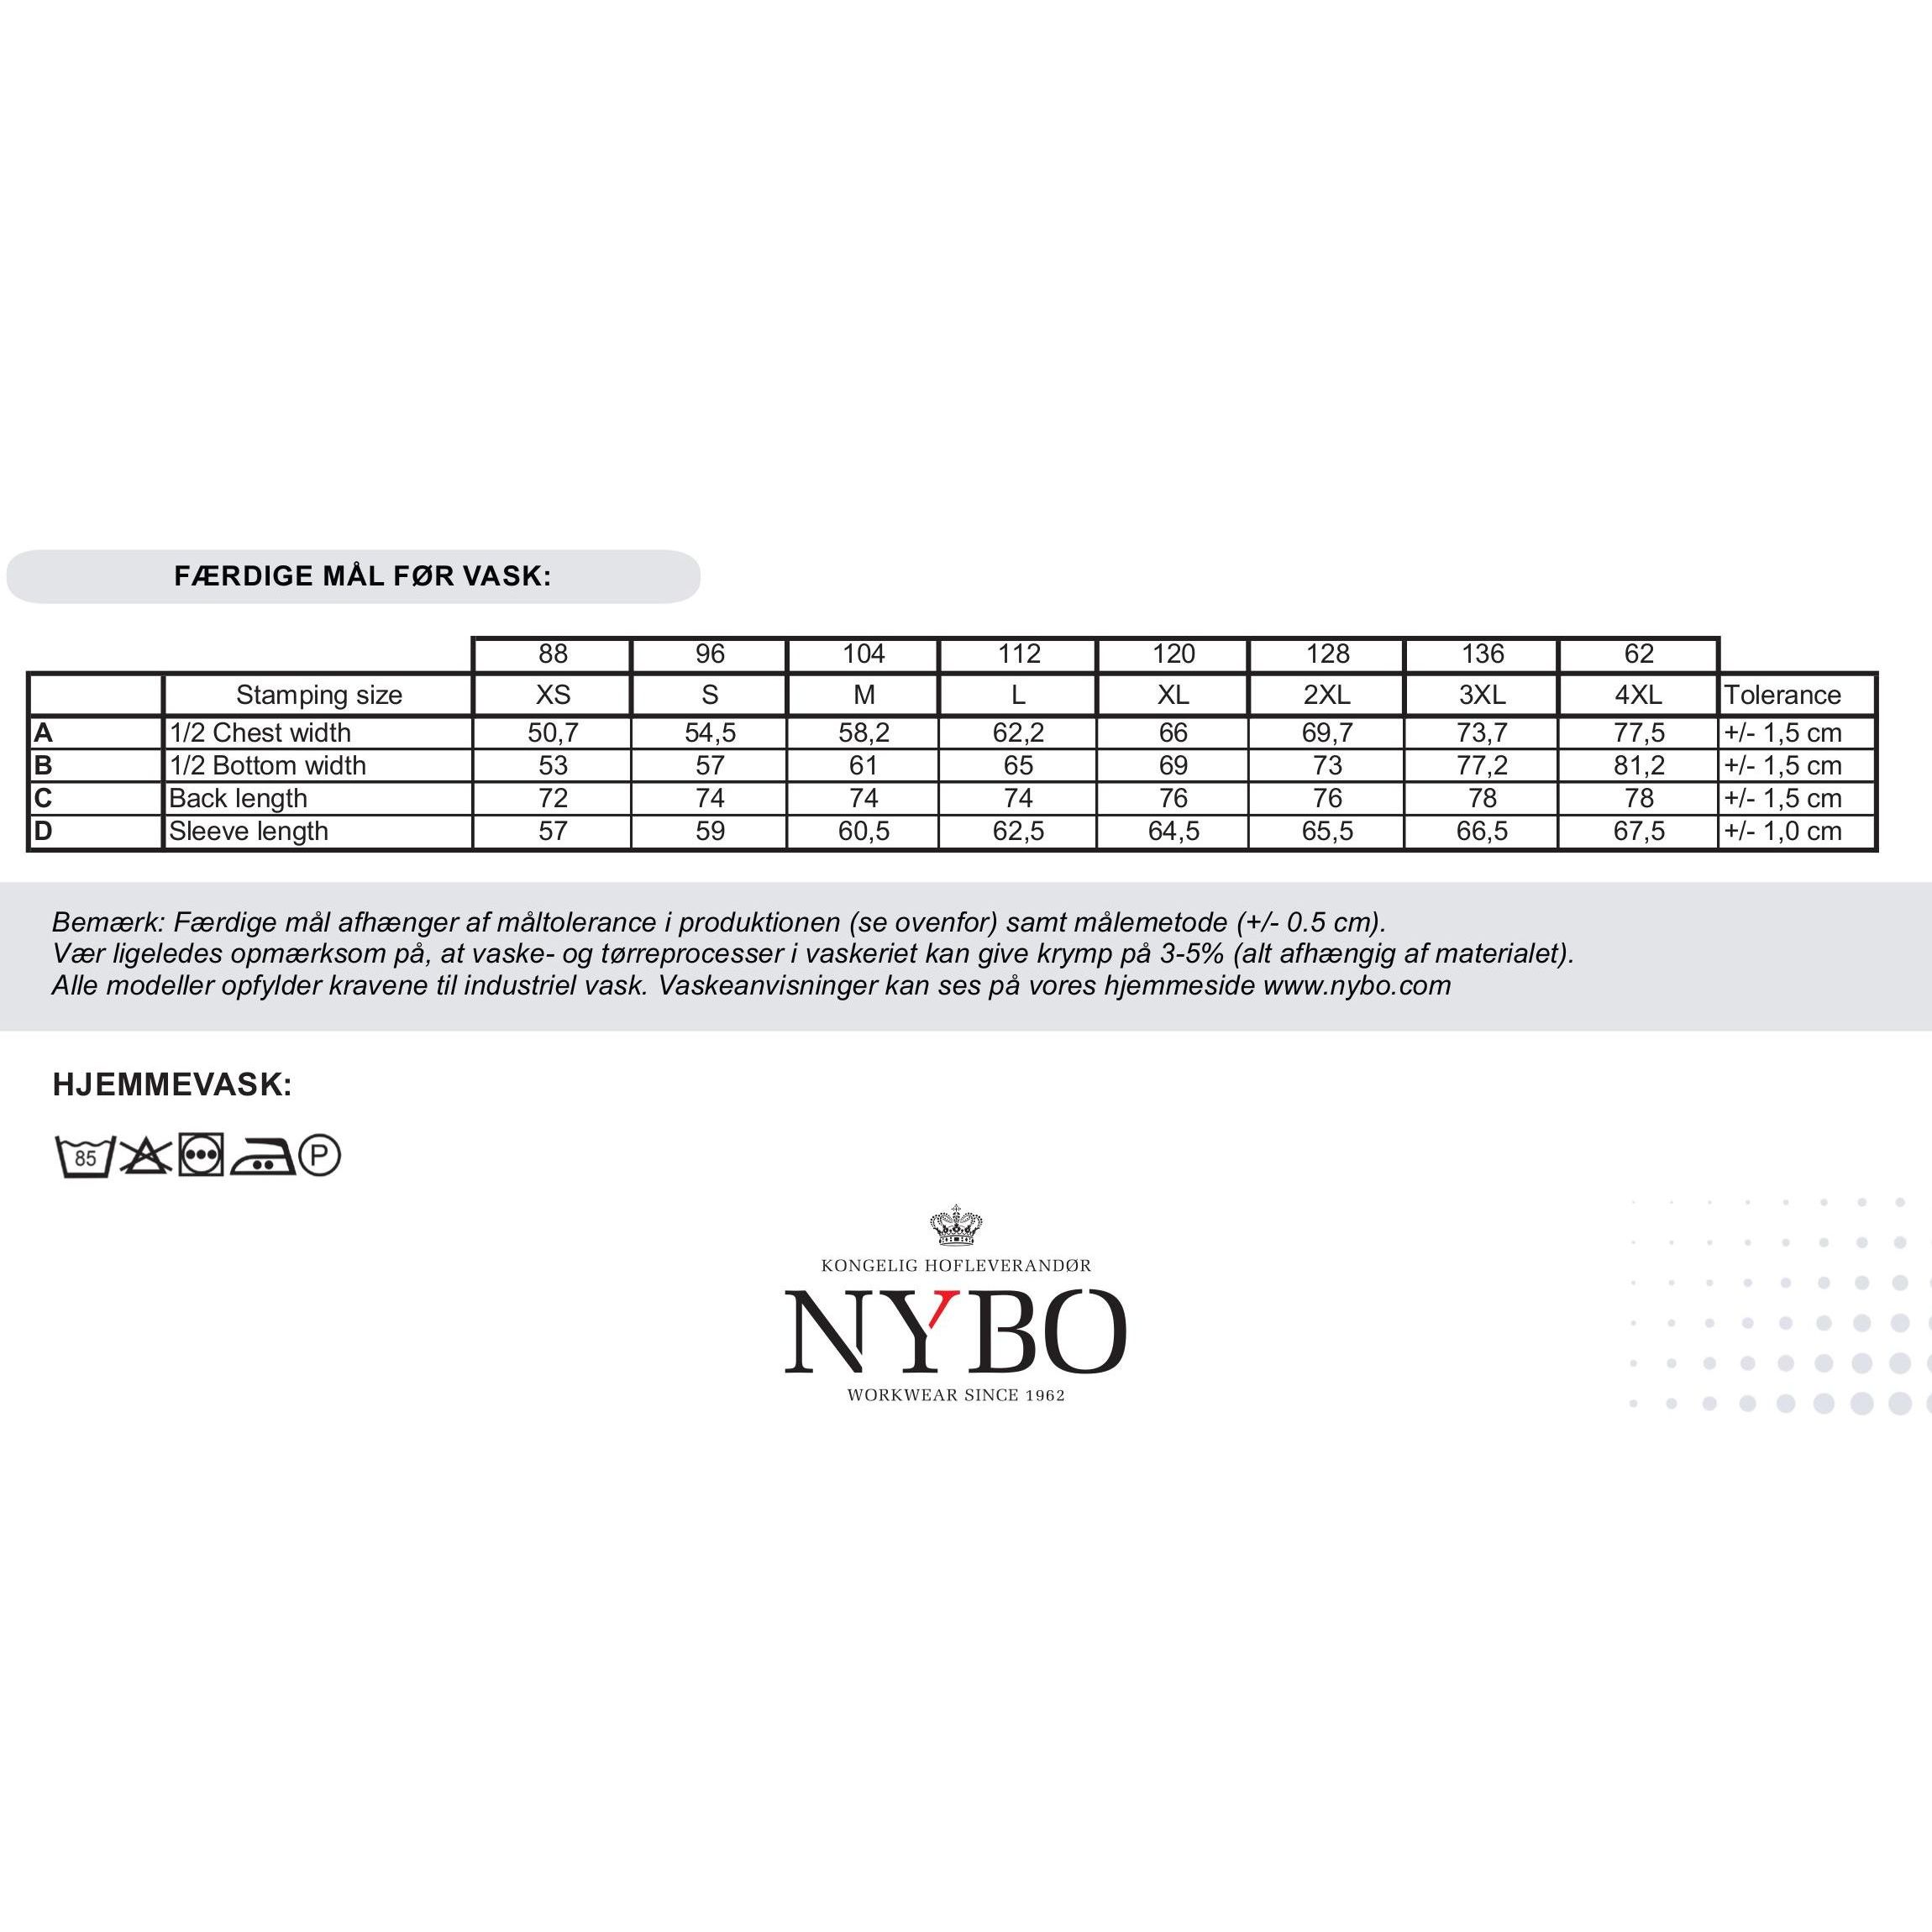 FÆRDIGE MÅL FØR VASK:
88 96 104 112 120 128 136 62
Stamping size XS S M L XL 2XL 3XL 4XL Tolerance
A 1/2 Chest width 50,7 54,5 58,2 62,2 66 69,7 73,7 77,5 +/- 1,5 cm
B 1/2 Bottom width 53 57 61 65 69 73 77,2 81,2 +/- 1,5 cm
C Back length 72 74 74 74 76 76 78 78 +/- 1,5 cm
D Sleeve length 57 59 60,5 62,5 64,5 65,5 66,5 67,5 +/- 1,0 cm
Bemærk: Færdige mål afhænger af måltolerance i produktionen (se ovenfor) samt målemetode (+/- 0.5 cm).
Vær ligeledes opmærksom på, at vaske- og tørreprocesser i vaskeriet kan give krymp på 3-5% (alt afhængig af materialet).
Alle modeller opfylder kravene til industriel vask. Vaskeanvisninger kan ses på vores hjemmeside www.nybo.com
HJEMMEVASK:
85 P
KONGELIG HOFLEVERANDØR
NYBO
WORKWEAR SINCE 1962